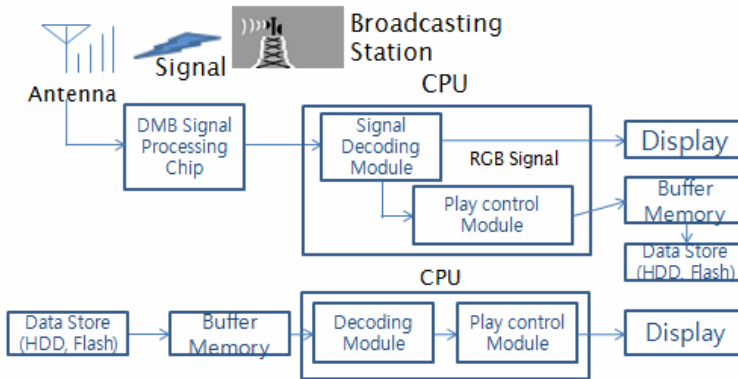 Broadcasting
Station
Signal
Antenna
CPU
DMB Signal
Processing
Chip
Signal
Decoding
Module
RGB Signal
Display
Play control
Module
Buffer
Memory
Data Store
(HDD, Flash)
CPU
Data Store
(HDD, Flash)
Buffer
Memory
Decoding
Module
Play control
Module
Display